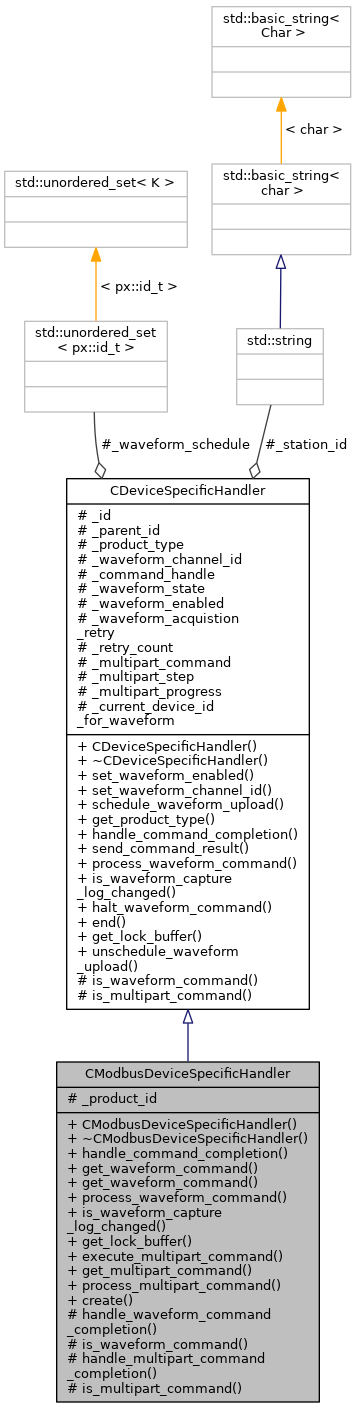 std::basic_string<
Char >
< char >
std::unordered_set< K >
std::basic_string<
char >
< px::id_t >
std::unordered_set
< px::id_t >
std::string
#_waveform_schedule
#_station_id
CDeviceSpecificHandler
# _id
# _parent_id
# _product_type
# _waveform_channel_id
# _command_handle
# _waveform_state
# _waveform_enabled
# _waveform_acquistion
_retry
# _retry_count
# _multipart_command
# _multipart_step
# _multipart_progress
# _current_device_id
_for_waveform
+ CDeviceSpecificHandler()
+ ~CDeviceSpecificHandler()
+ set_waveform_enabled()
+ set_waveform_channel_id()
+ schedule_waveform_upload()
+ get_product_type()
+ handle_command_completion()
+ send_command_result()
+ process_waveform_command()
+ is_waveform_capture
_log_changed()
+ halt_waveform_command()
+ end()
+ get_lock_buffer()
+ unschedule_waveform
_upload()
# is_waveform_command()
# is_multipart_command()
CModbusDeviceSpecificHandler
# _product_id
+ CModbusDeviceSpecificHandler()
+ ~CModbusDeviceSpecificHandler()
+ handle_command_completion()
+ get_waveform_command()
+ get_waveform_command()
+ process_waveform_command()
+ is_waveform_capture
_log_changed()
+ get_lock_buffer()
+ execute_multipart_command()
+ get_multipart_command()
+ process_multipart_command()
+ create()
# handle_waveform_command
_completion()
# is_waveform_command()
# handle_multipart_command
_completion()
# is_multipart_command()